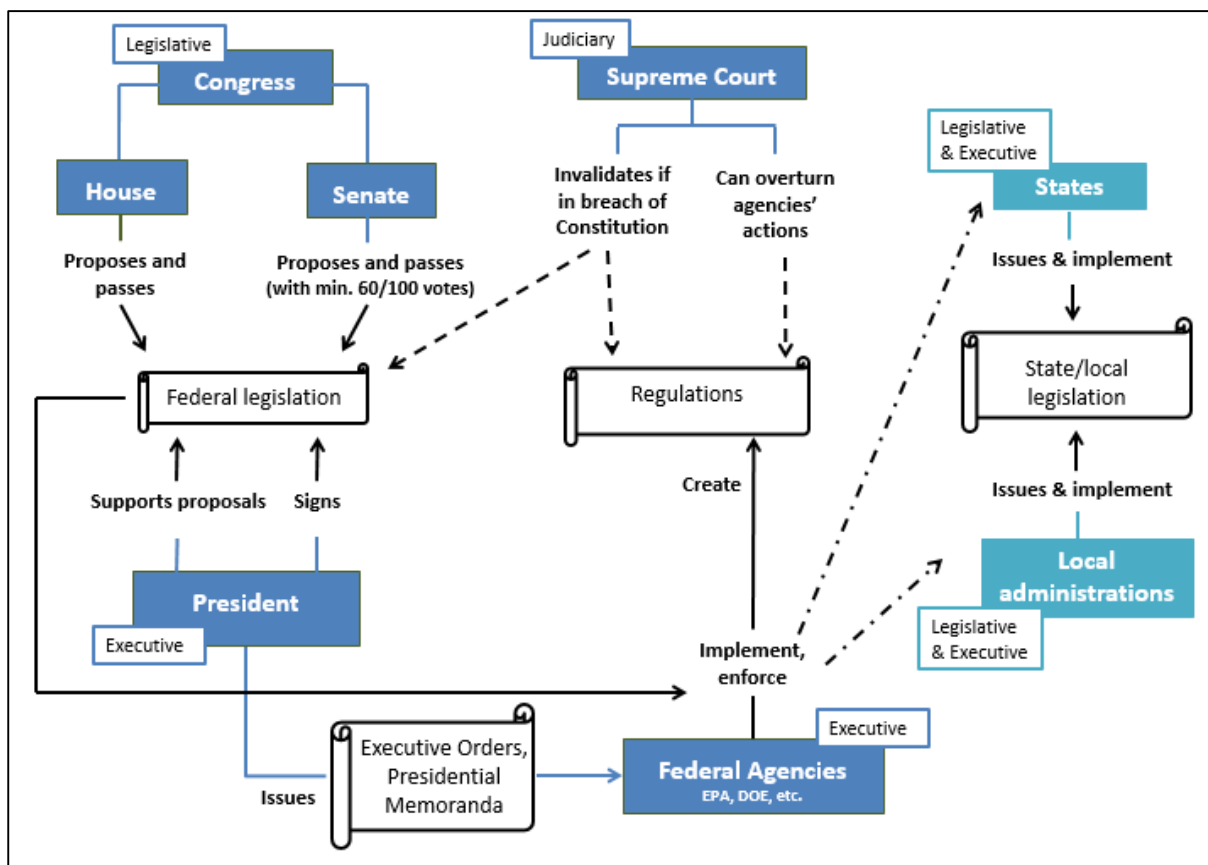 Legislative
Congress
Judiciary
Supreme Court
Legislative
& Executive
States
House
Senate
Invalidates if
in breach of
Constitution
Can overturn
agencies’
actions
Proposes and
passes
Proposes and passes
(with min. 60/100 votes)
Issues & implement
Federal legislation
Regulations
State/local
legislation
Supports proposals
Signs
Create
Issues & implement
President
Executive
Local
administrations
Legislative
& Executive
Implement,
enforce
Executive
Executive Orders,
Presidential
Memoranda
Issues
Federal Agencies
EPA, DOE, etc.